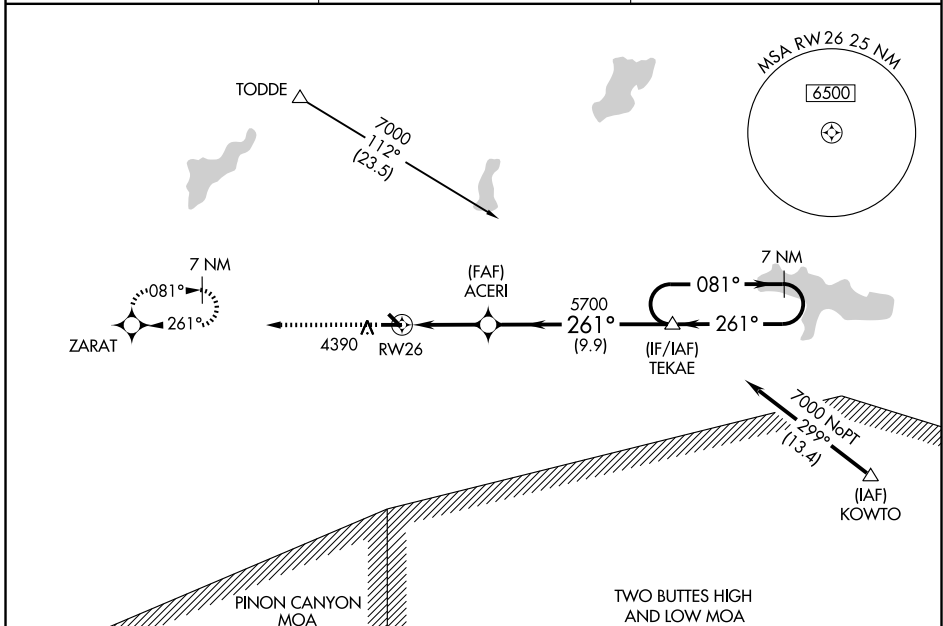 MSA RW26 25 NM
6500
TODDE
7000
112°
(23.5)
7 NM
081°
261°
ZARAT
4390
RW26
(FAF)
ACERI
5700
261°
(9.9)
7 NM
081°
261°
(IF/IAF)
TEKAE
7000 NoPT
299°
(13.4)
(IAF)
KOWTO
PINON CANYON
MOA
TWO BUTTES HIGH
AND LOW MOA